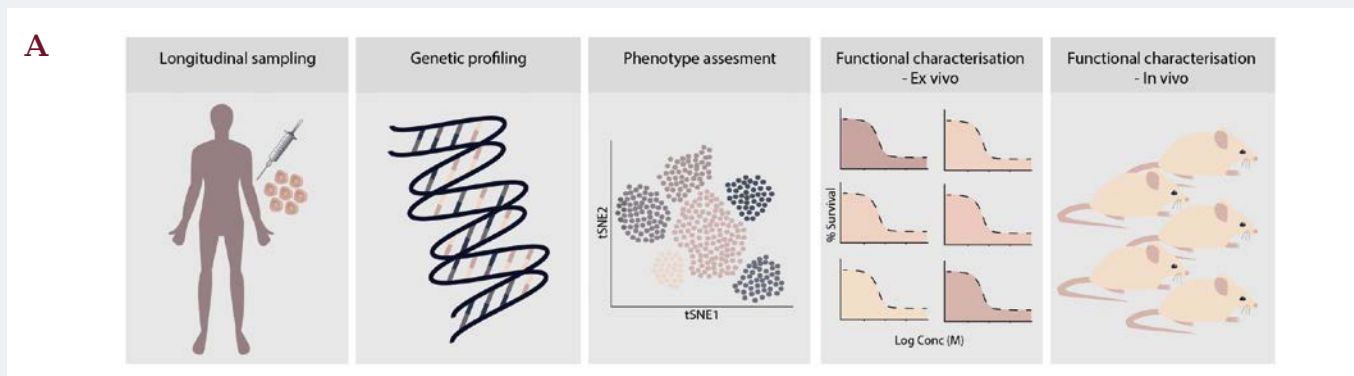 A
Longitudinal sampling
Genetic profiling
Phenotype assesment
Functional characterisation
- Ex vivo
Functional characterisation
- In vivo
tSNE2
tSNE1
% Survival
Log Conc (M)